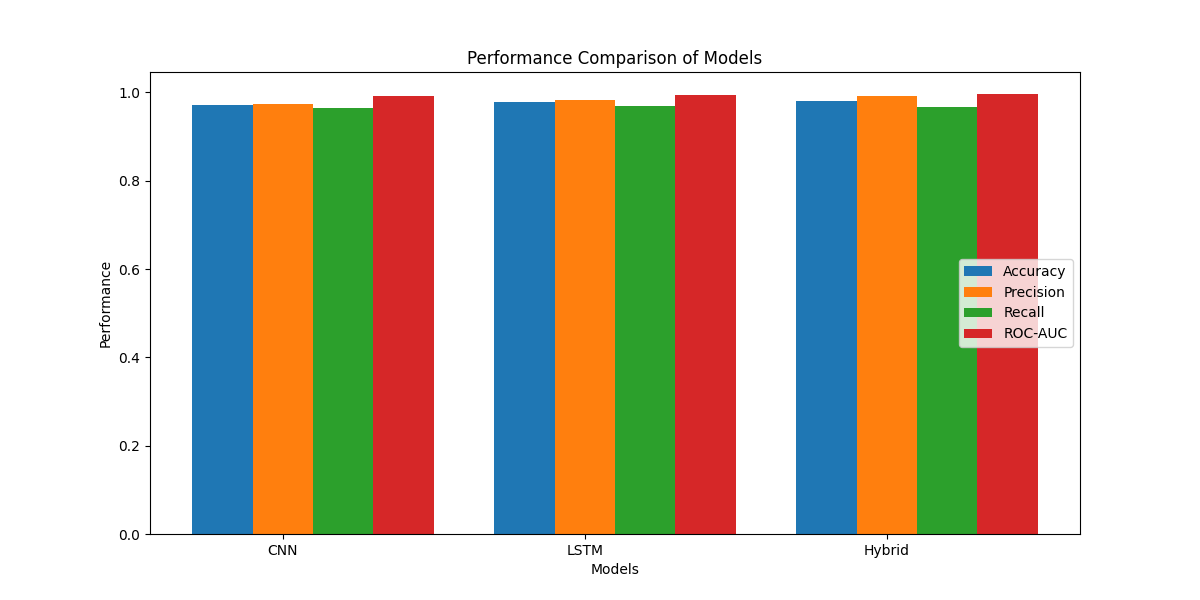 Performance Comparison of Models
1.0
0.8
0.6
0.4
0.2
0.0
Performance
Accuracy
Precision
Recall
ROC-AUC
CNN
LSTM
Hybrid
Models